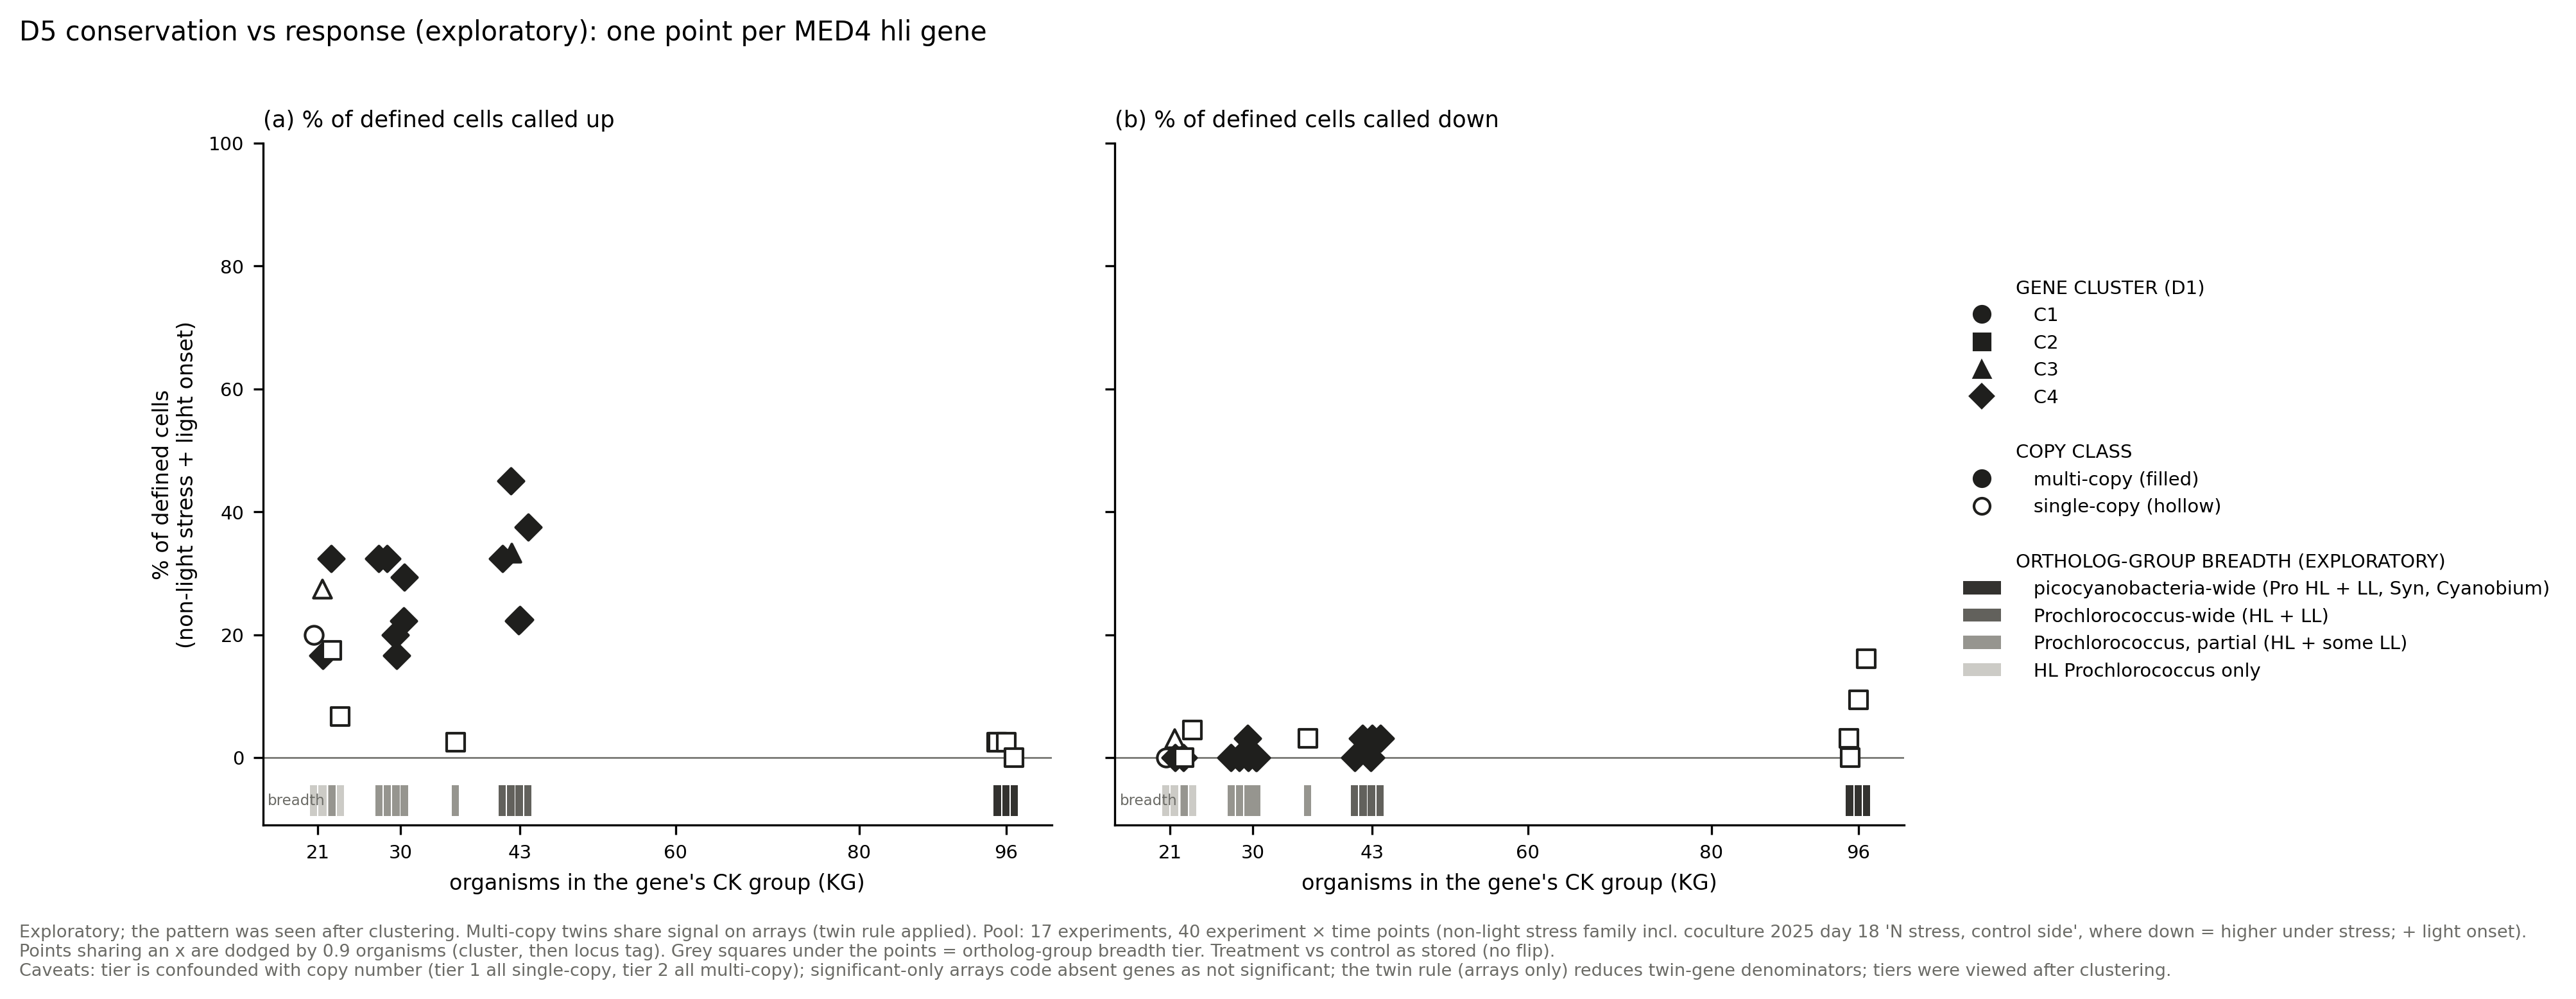 D5 conservation vs response (exploratory): one point per MED4 hli gene
(a) % of defined cells called up
(b) % of defined cells called down
% of defined cells
(non-light stress + light onset)
100
80
60
40
20
0
breadth
21 30 43 60 80 96
organisms in the gene's CK group (KG)
breadth
21 30 43 60 80 96
organisms in the gene's CK group (KG)
GENE CLUSTER (D1)
C1
C2
C3
C4
COPY CLASS
multi-copy (filled)
single-copy (hollow)
ORTHOLOG-GROUP BREADTH (EXPLORATORY)
picocyanobacteria-wide (Pro HL + LL, Syn, Cyanobium)
Prochlorococcus-wide (HL + LL)
Prochlorococcus, partial (HL + some LL)
HL Prochlorococcus only
Exploratory; the pattern was seen after clustering. Multi-copy twins share signal on arrays (twin rule applied). Pool: 17 experiments, 40 experiment × time points (non-light stress family incl. coculture 2025 day 18 'N stress, control side', where down = higher under stress; + light onset).
Points sharing an x are dodged by 0.9 organisms (cluster, then locus tag). Grey squares under the points = ortholog-group breadth tier. Treatment vs control as stored (no flip).
Caveats: tier is confounded with copy number (tier 1 all single-copy, tier 2 all multi-copy); significant-only arrays code absent genes as not significant; the twin rule (arrays only) reduces twin-gene denominators; tiers were viewed after clustering.